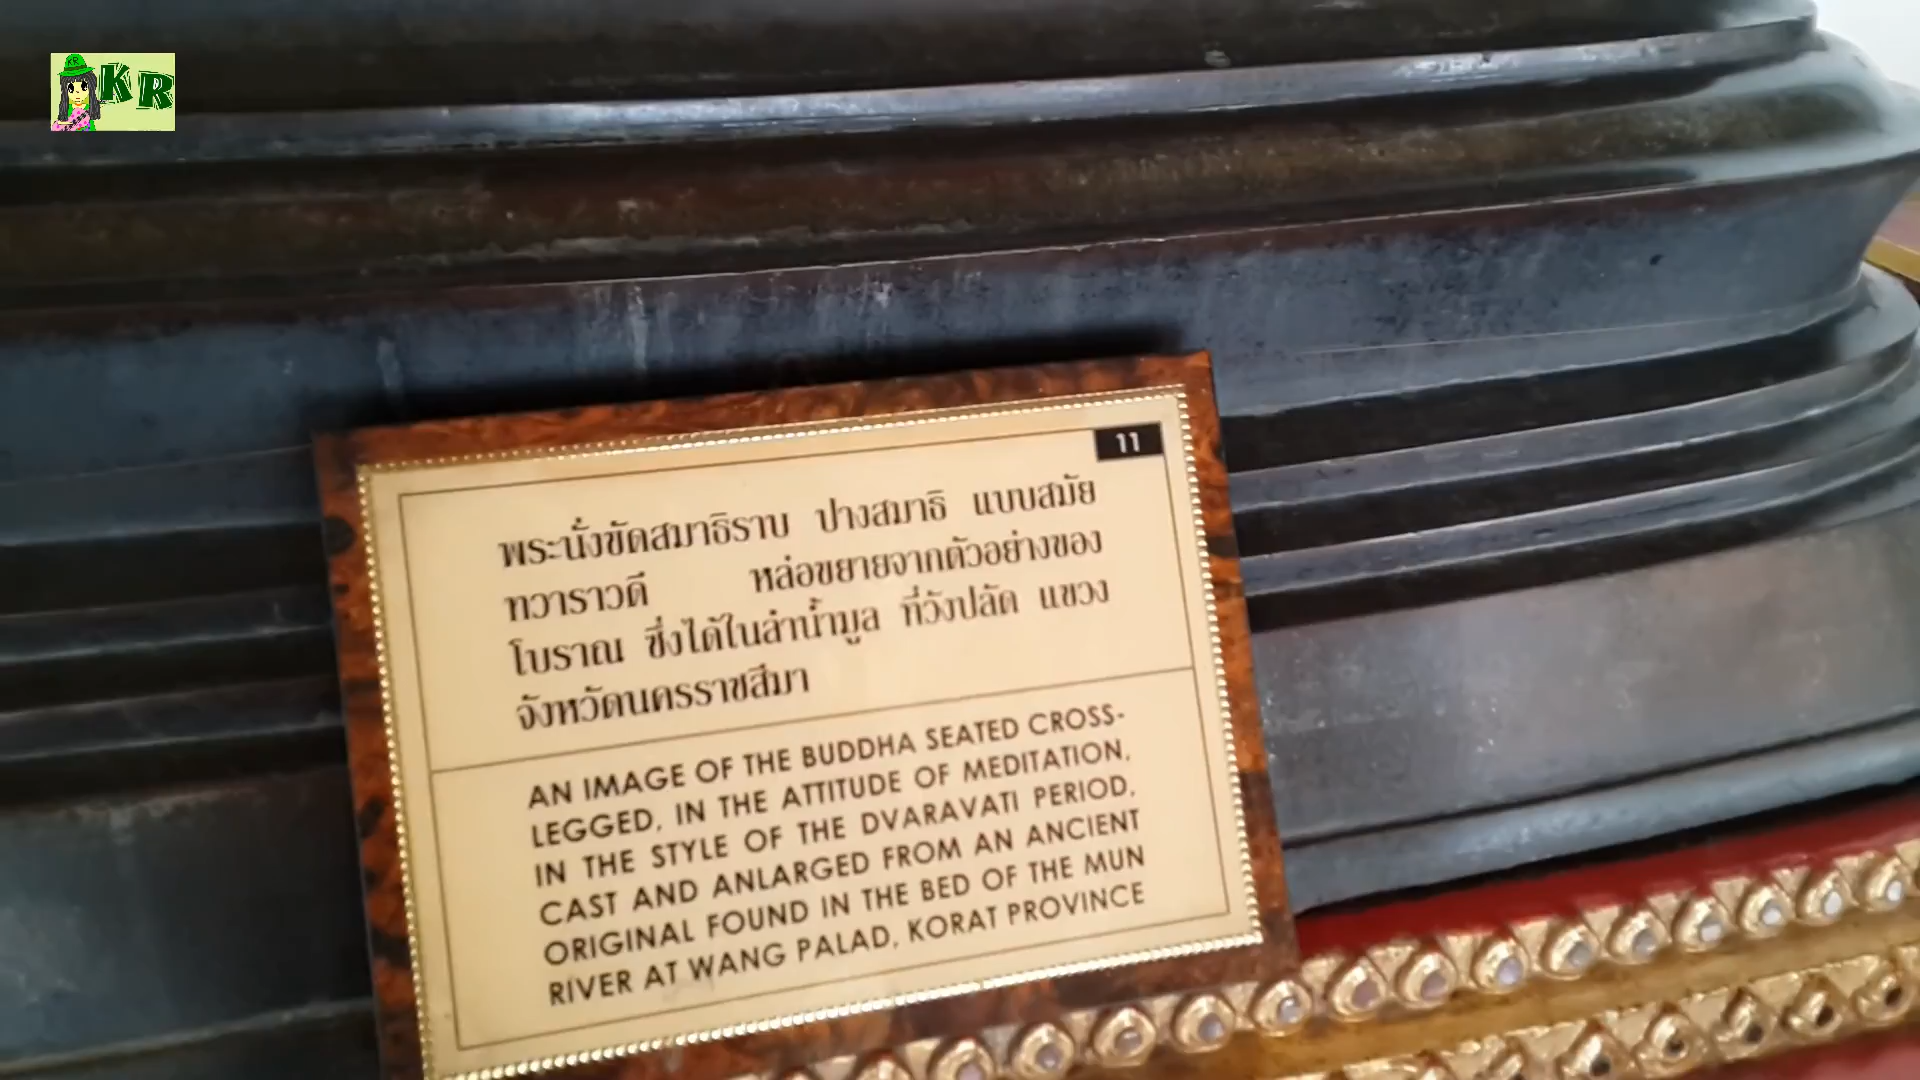 KR
11
พระนั่งขัดสมาธิราบ ปางสมาธิ แบบสมัย
ทวาราวดี หล่อขยายจากตัวอย่างของ
โบราณ ซึ่งได้ในลำน้ำมูล ที่วังปลัด แขวง
จังหวัดนครราชสีมา
AN IMAGE OF THE BUDDHA SEATED CROSS-
LEGGED, IN THE ATTITUDE OF MEDITATION,
IN THE STYLE OF THE DVARAVATI PERIOD,
CAST AND ANLARGED FROM AN ANCIENT
ORIGINAL FOUND IN THE BED OF THE MUN
RIVER AT WANG PALAD, KORAT PROVINCE